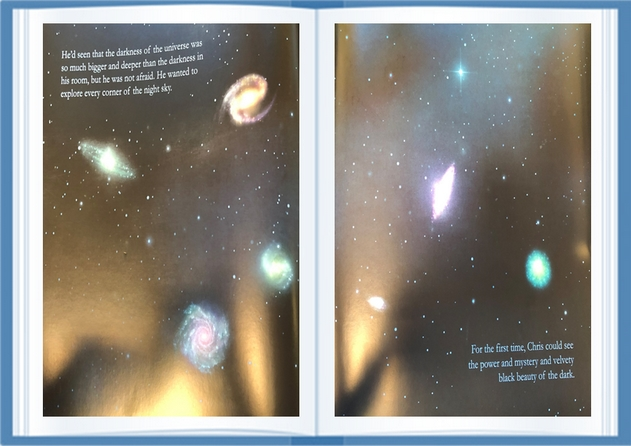 He'd seen that the darkness of the universe was
so much bigger and deeper than the darkness in
his room, but he was not afraid. He wanted to
explore every corner of the night sky.
For the first time, Chris could see
the power and mystery and velvety
black beauty of the dark.